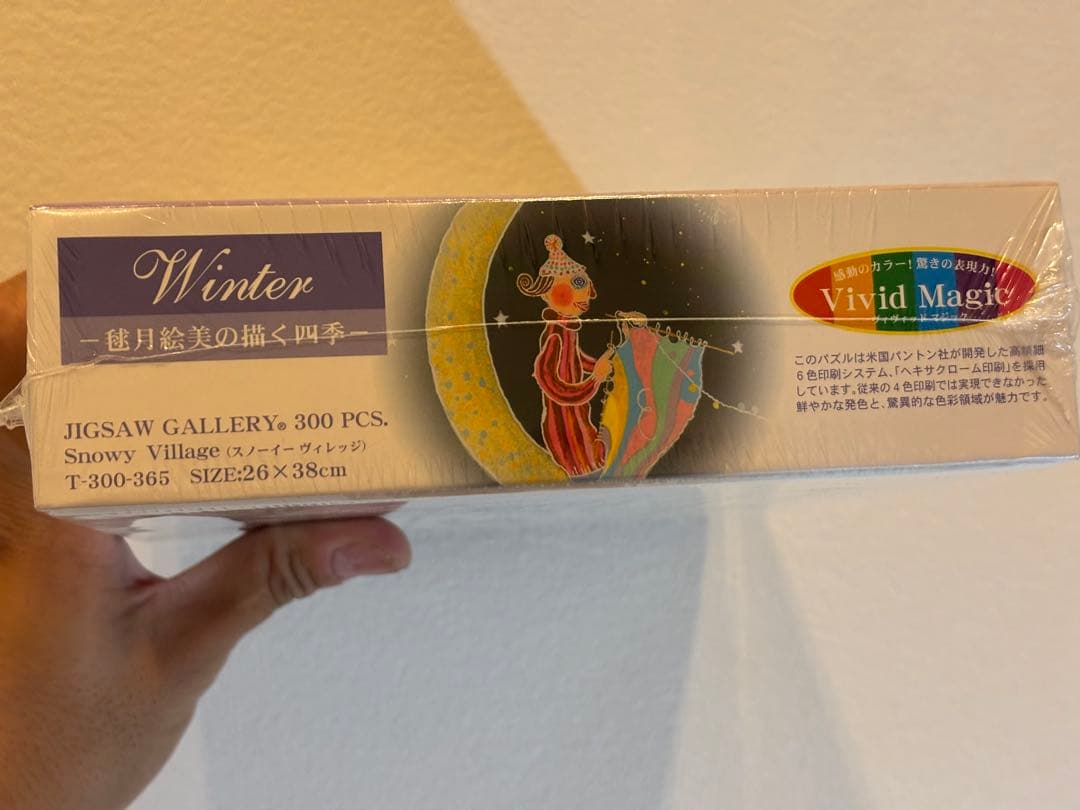 Winter
－毬月絵美の描く四季－
JIGSAW GALLERY® 300 PCS.
Snowy Village (スノーイー ヴィレッジ)
T-300-365 SIZE:26×38cm
感動のカラー!驚きの表現力!
Vivid Magic
ヴィヴィッド マジック
このパズルは米国パントン社が開発した高精細
6色印刷システム、「ヘキサクローム印刷」を採用
しています。従来の4色印刷では実現できなかった
鮮やかな発色と、驚異的な色彩領域が魅力です。